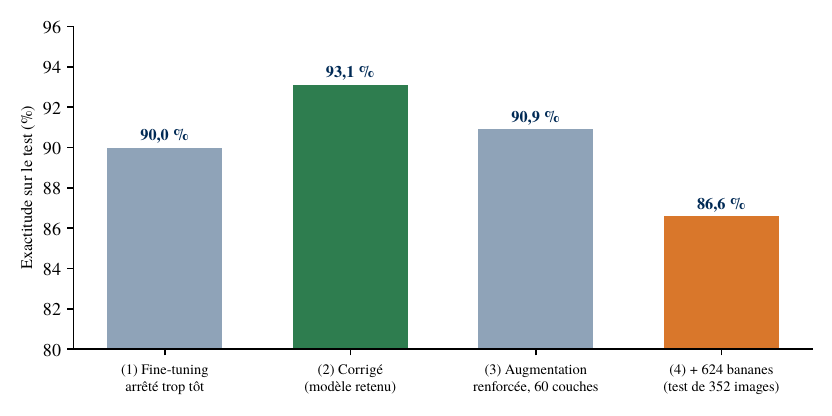 Exactitude sur le test (%)
96
94
92
90
88
86
84
82
80
90,0 %
93,1 %
90,9 %
86,6 %
(1) Fine-tuning
arrêté trop tôt
(2) Corrigé
(modèle retenu)
(3) Augmentation
renforcée, 60 couches
(4) + 624 bananes
(test de 352 images)